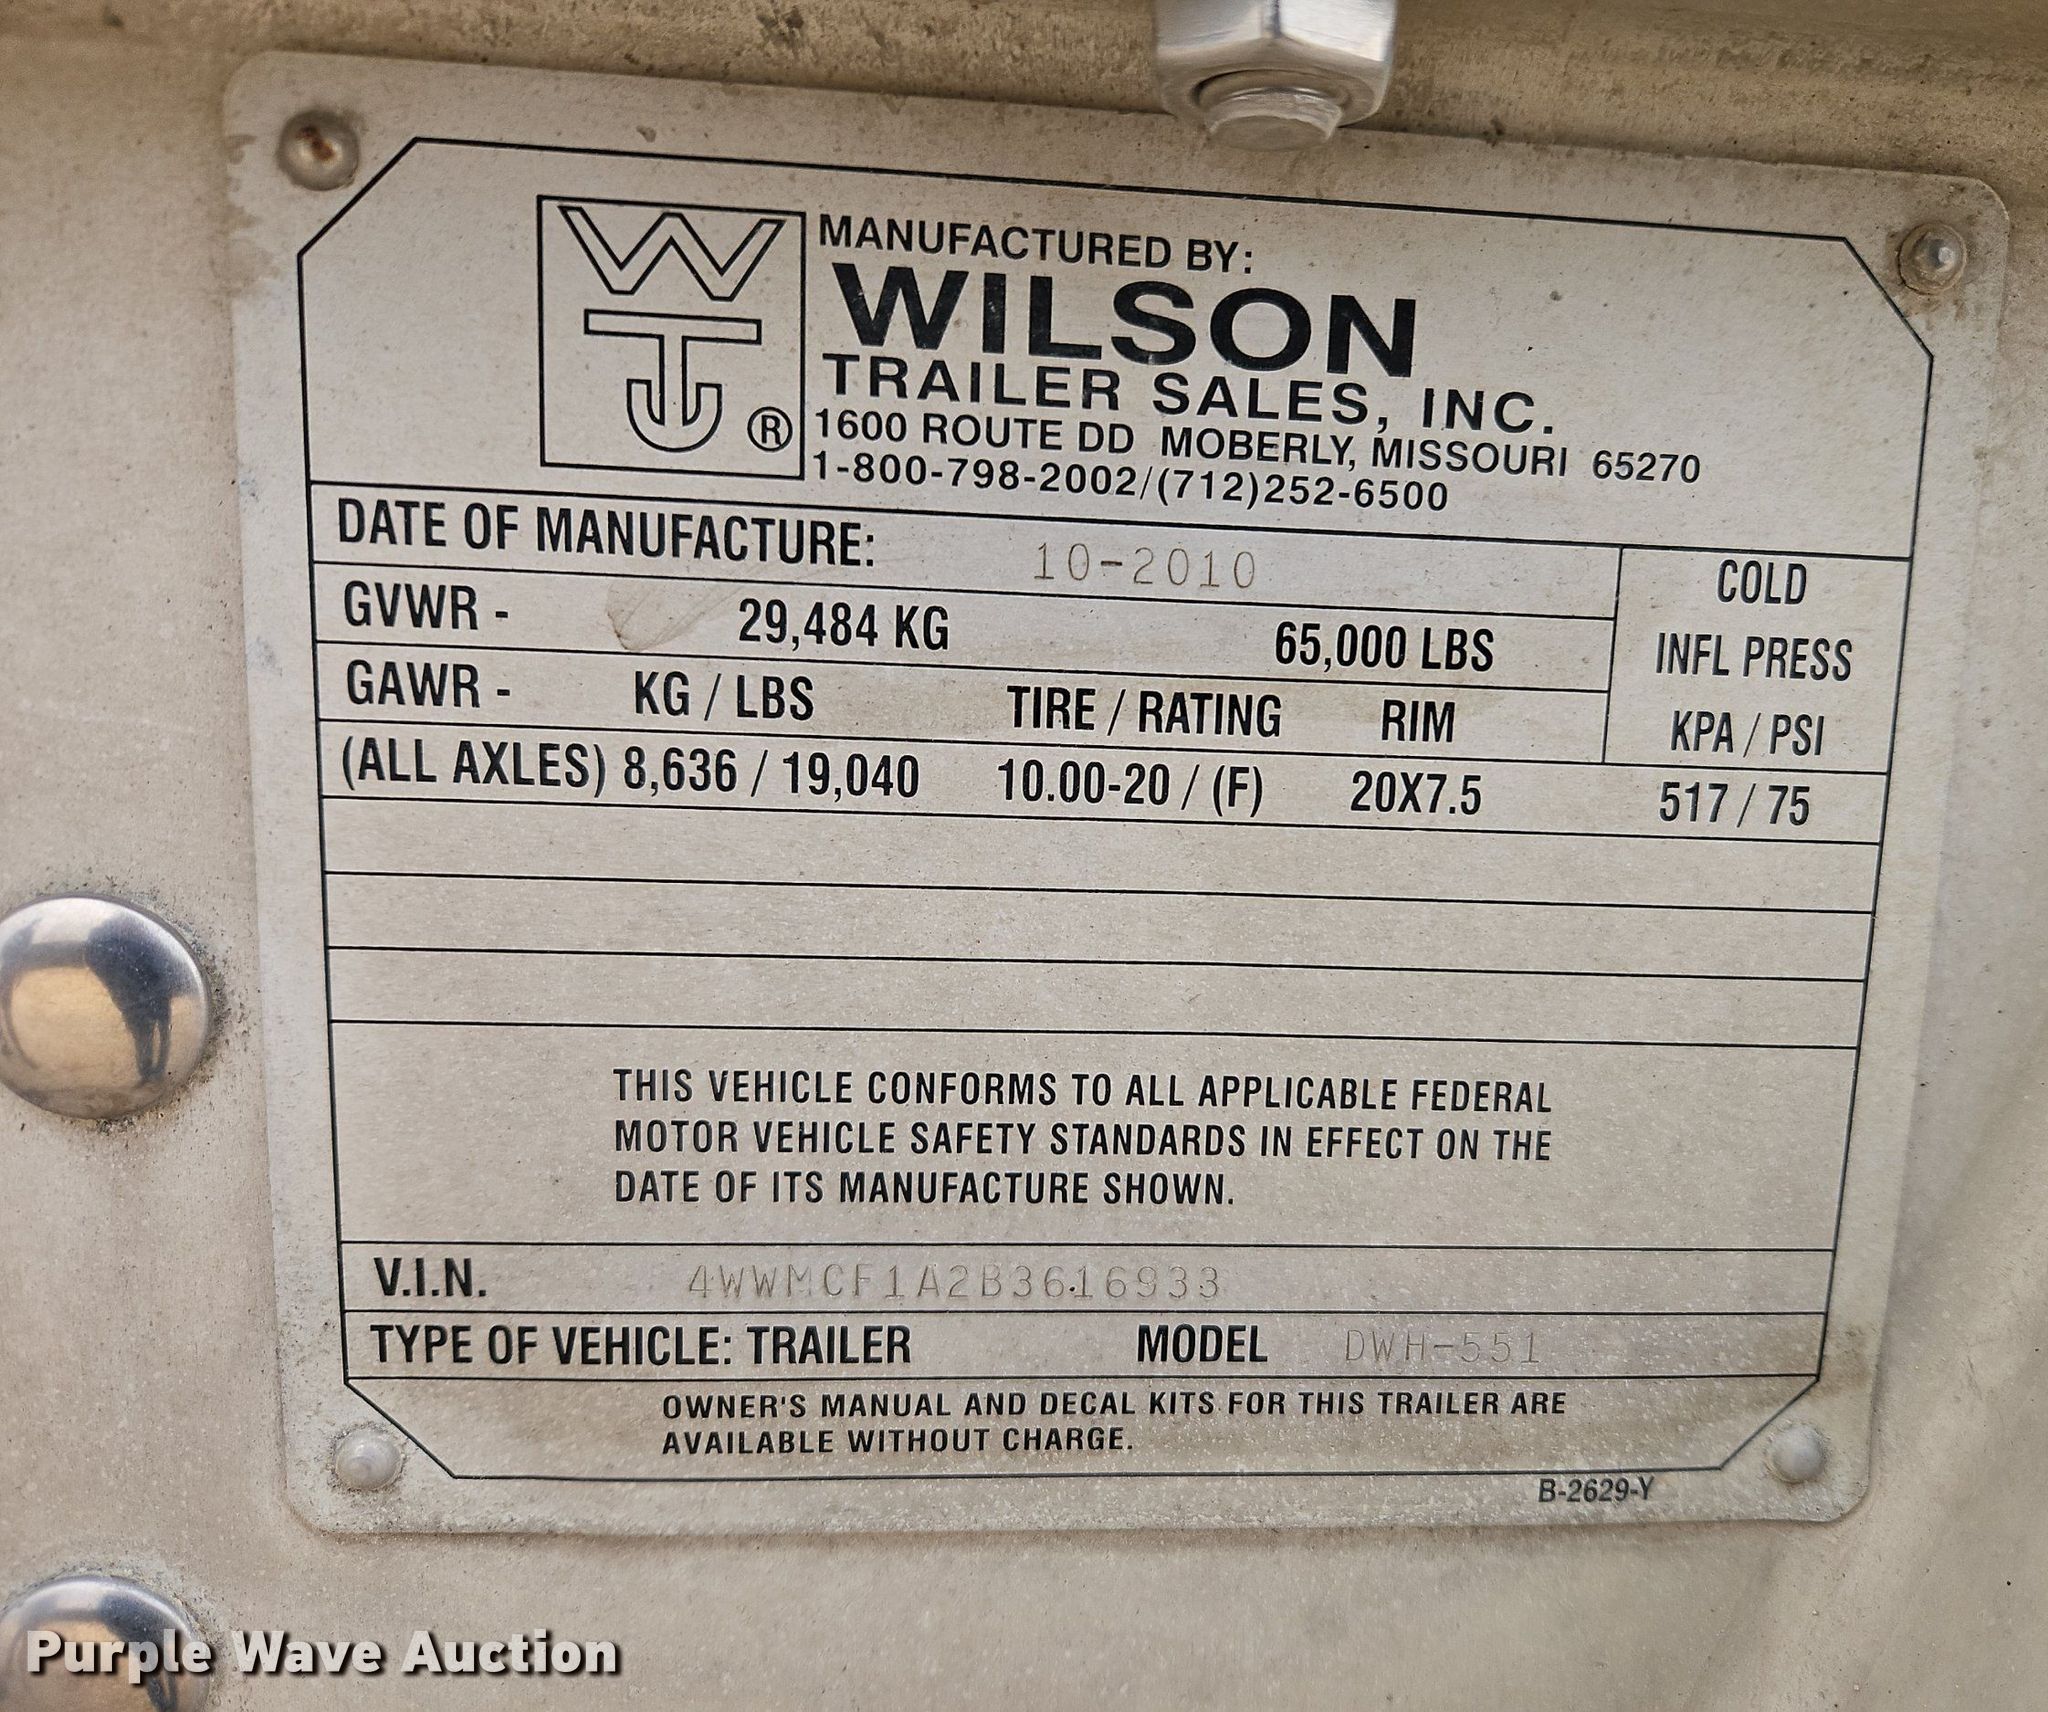 WTJ ®
MANUFACTURED BY:
WILSON
TRAILER SALES, INC.
1600 ROUTE DD MOBERLY, MISSOURI 65270
1-800-798-2002/(712)252-6500
DATE OF MANUFACTURE: 10-2010
GVWR - 29,484 KG 65,000 LBS
GAWR - KG / LBS TIRE / RATING RIM
COLD
INFL PRESS
KPA / PSI
(ALL AXLES) 8,636 / 19,040 10.00-20 / (F) 20X7.5 517 / 75
THIS VEHICLE CONFORMS TO ALL APPLICABLE FEDERAL
MOTOR VEHICLE SAFETY STANDARDS IN EFFECT ON THE
DATE OF ITS MANUFACTURE SHOWN.
V.I.N. 4WWMCF1A2B3616933
TYPE OF VEHICLE: TRAILER MODEL DWH-551
OWNER'S MANUAL AND DECAL KITS FOR THIS TRAILER ARE
AVAILABLE WITHOUT CHARGE.
B-2629-Y
Purple Wave Auction